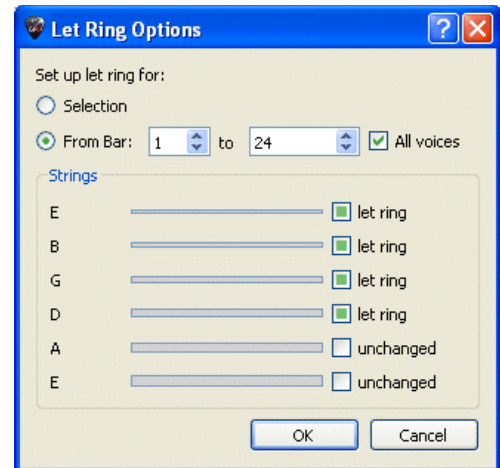 Let Ring Options
Set up let ring for:
Selection
From Bar: 1 to 24 All voices
Strings
E let ring
B let ring
G let ring
D let ring
A unchanged
E unchanged
OK Cancel